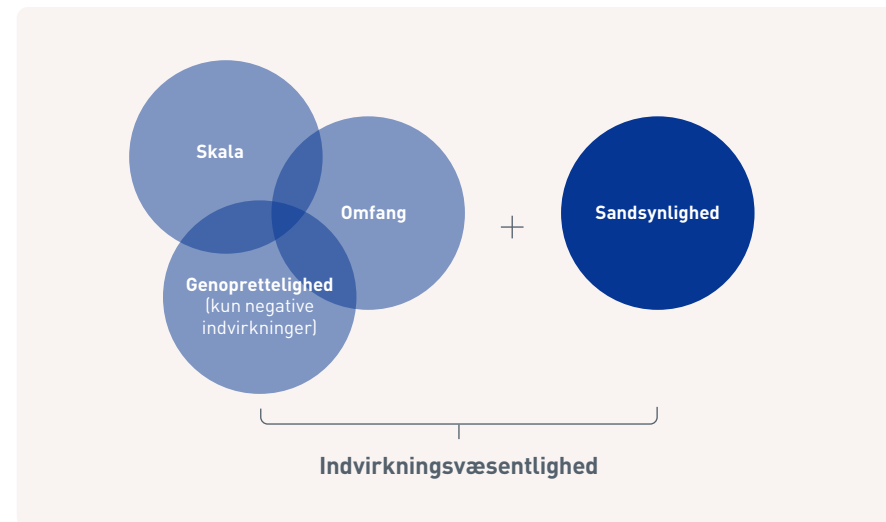 Skala
Omfang
Sandsynlighed
Genoprettelighed
(kun negative
indvirkninger)
+
Indvirkningsvæsentlighed